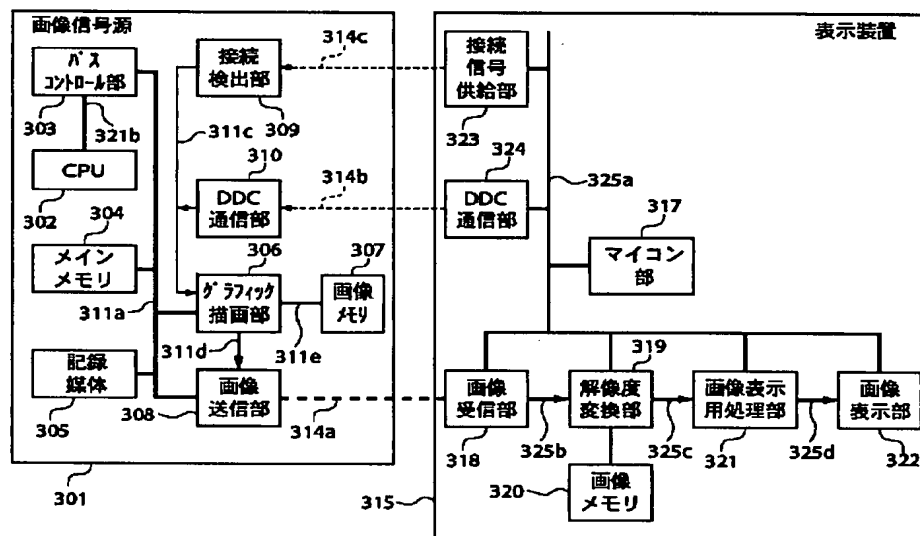 画像信号源
バス
コントロール部
303
321b
CPU
302
304
メイン
メモリ
311a
記録
媒体
305
接続
検出部
309
311c
310
DDC
通信部
306
グラフィック
描画部
307
画像
メモリ
311d
311e
画像
送信部
308
301
314c
314b
314a
表示装置
接続
信号
供給部
323
324
DDC
通信部
325a
317
マイコン
部
画像
受信部
318
325b
319
解像度
変換部
325c
画像表示
用処理部
321
325d
画像
表示部
322
320
画像
メモリ
315